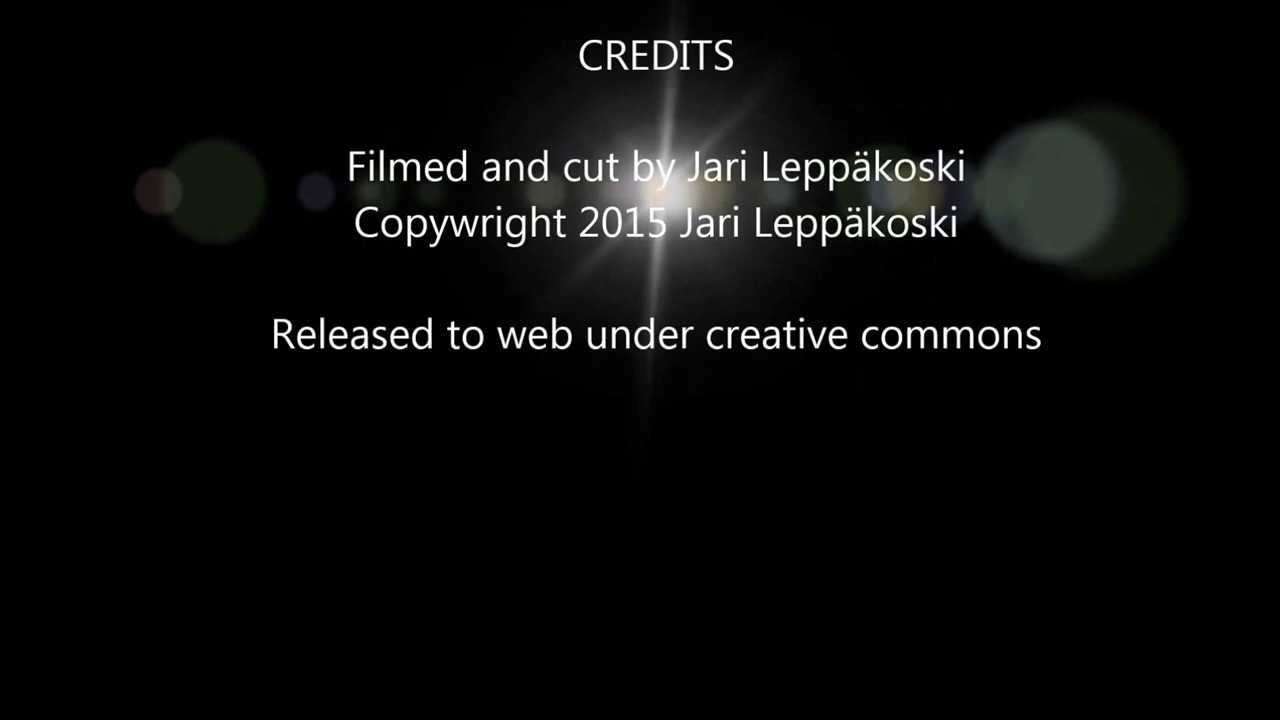 CREDITS
Filmed and cut by Jari Leppäkoski
Copywright 2015 Jari Leppäkoski
Released to web under creative commons